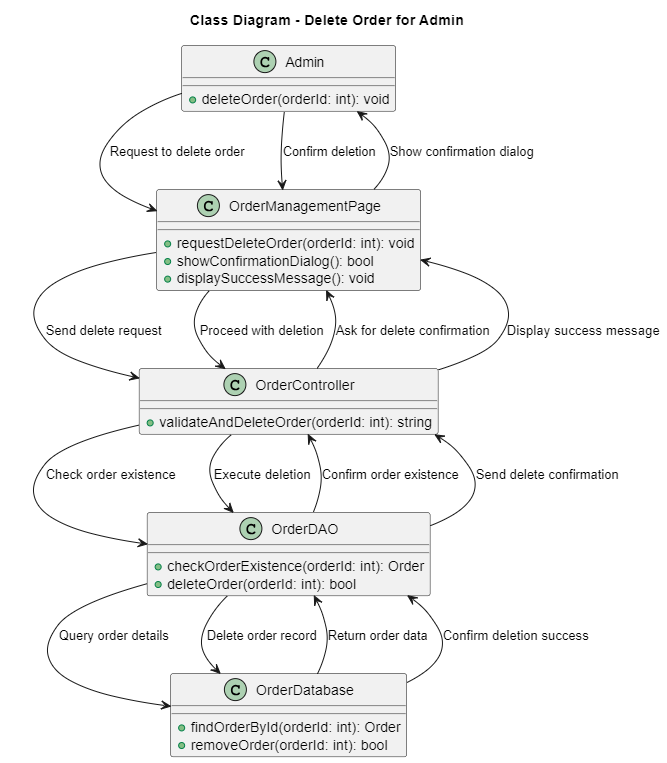 Class Diagram - Delete Order for Admin
C Admin
deleteOrder(orderId: int): void
Request to delete order
Confirm deletion
Show confirmation dialog
C OrderManagementPage
requestDeleteOrder(orderId: int): void
showConfirmationDialog(): bool
displaySuccessMessage(): void
Send delete request
Proceed with deletion
Ask for delete confirmation
Display success message
C OrderController
validateAndDeleteOrder(orderId: int): string
Check order existence
Execute deletion
Confirm order existence
Send delete confirmation
C OrderDAO
checkOrderExistence(orderId: int): Order
deleteOrder(orderId: int): bool
Query order details
Delete order record
Return order data
Confirm deletion success
C OrderDatabase
findOrderById(orderId: int): Order
removeOrder(orderId: int): bool